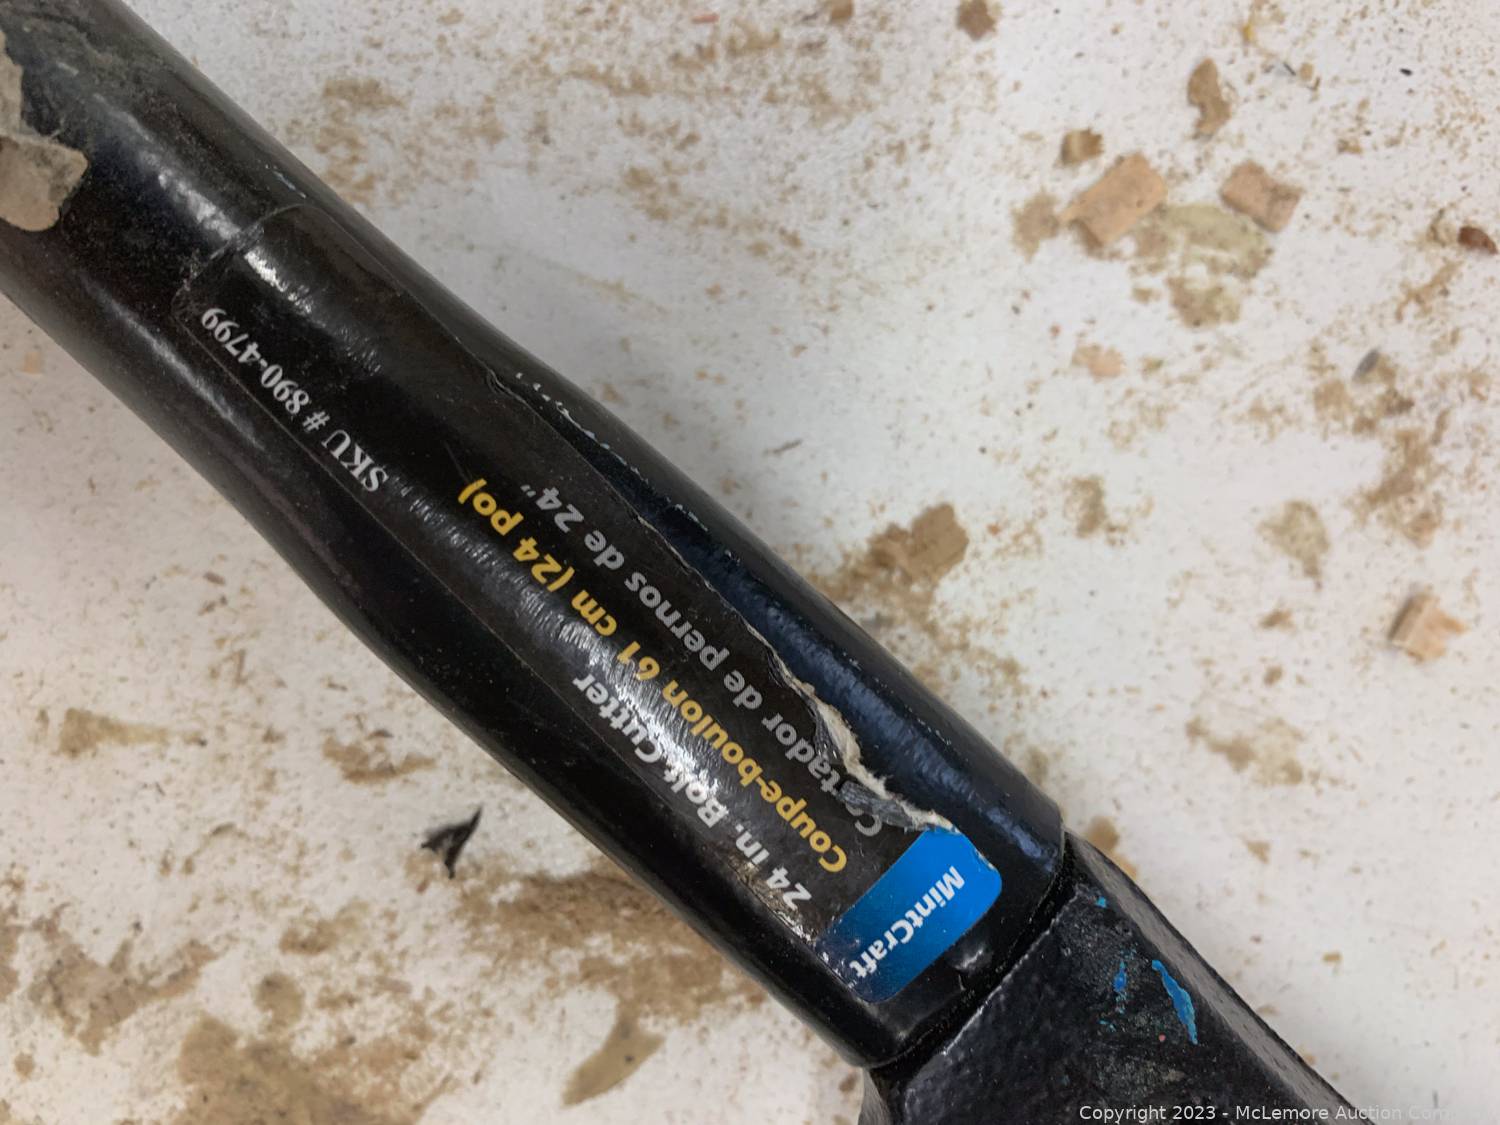 MintCraft
24 in. Bolt Cutter
Coupe-boulon 61 cm (24 po)
Cortador de pernos de 24"
SKU # 890-4799
Copyright 2023 - McLemore Auction Com